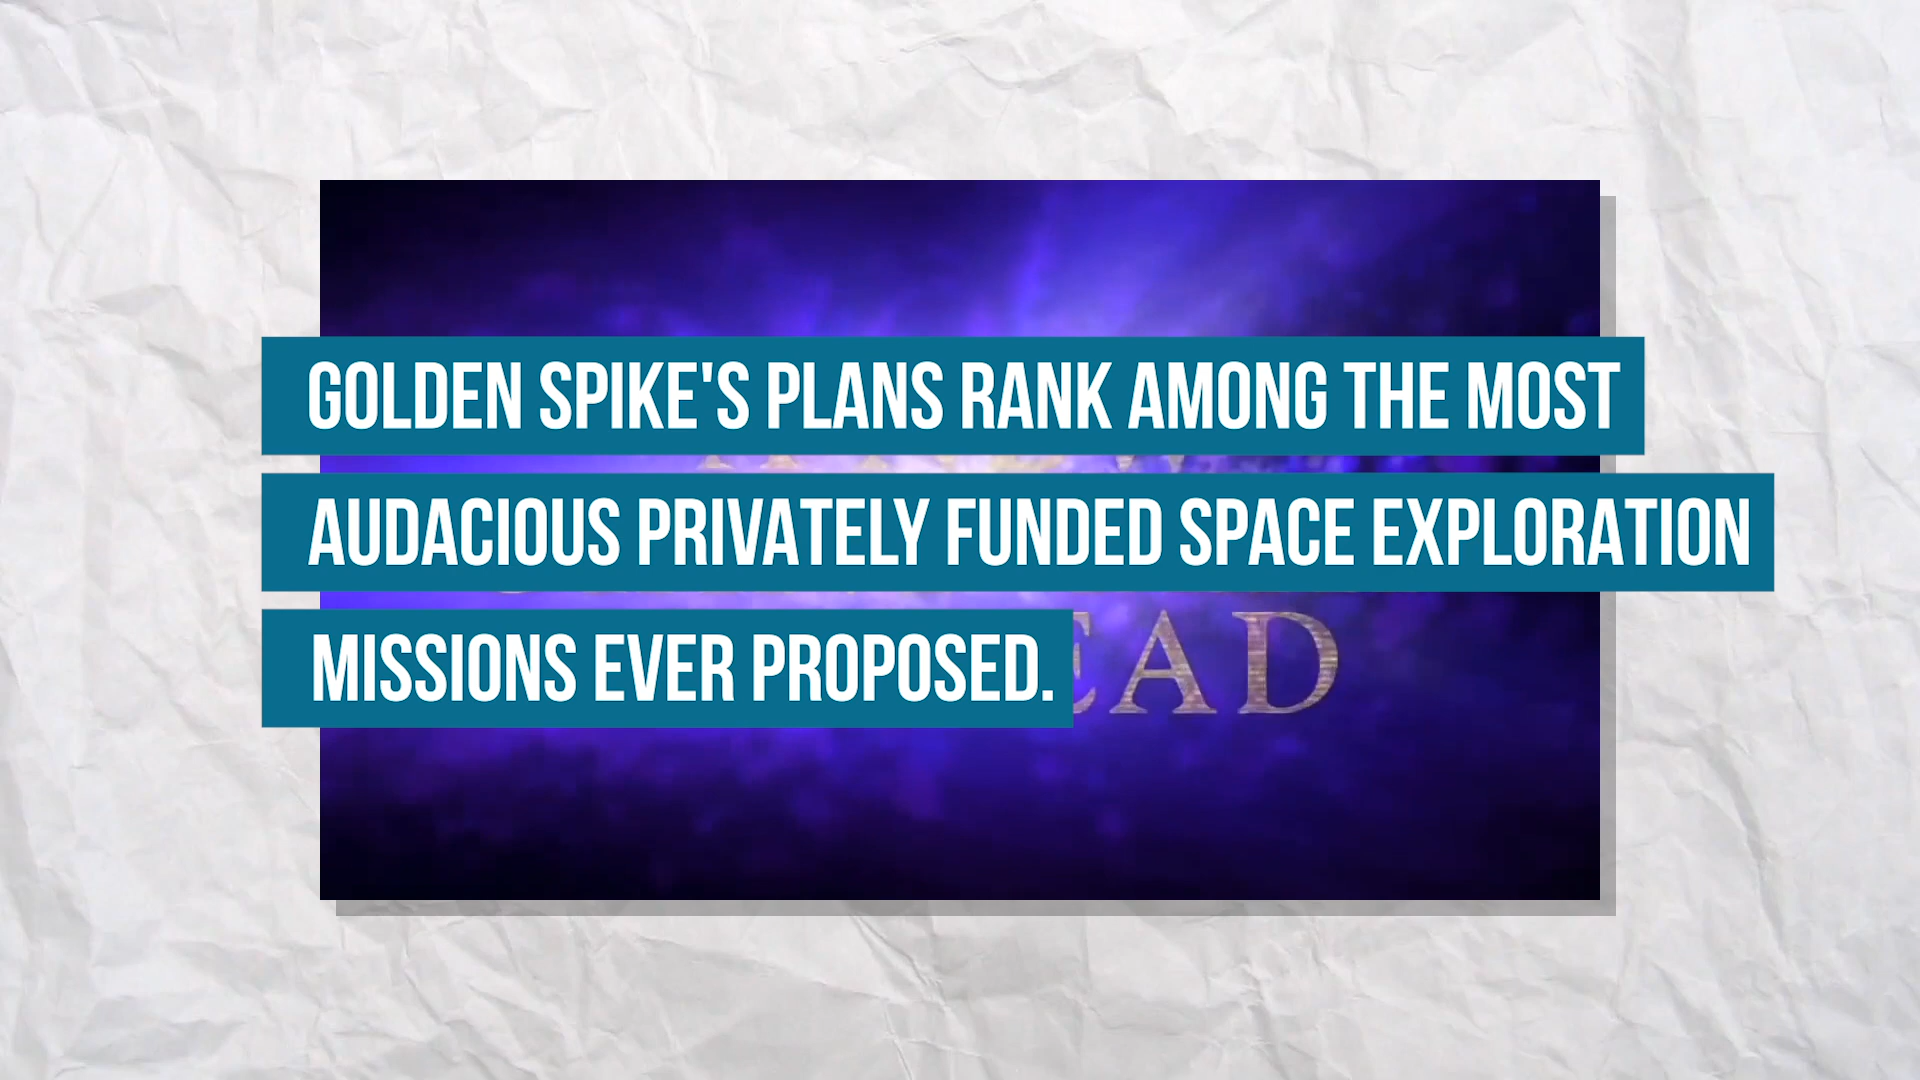 GOLDEN SPIKE'S PLANS RANK AMONG THE MOST
AUDACIOUS PRIVATELY FUNDED SPACE EXPLORATION
MISSIONS EVER PROPOSED.